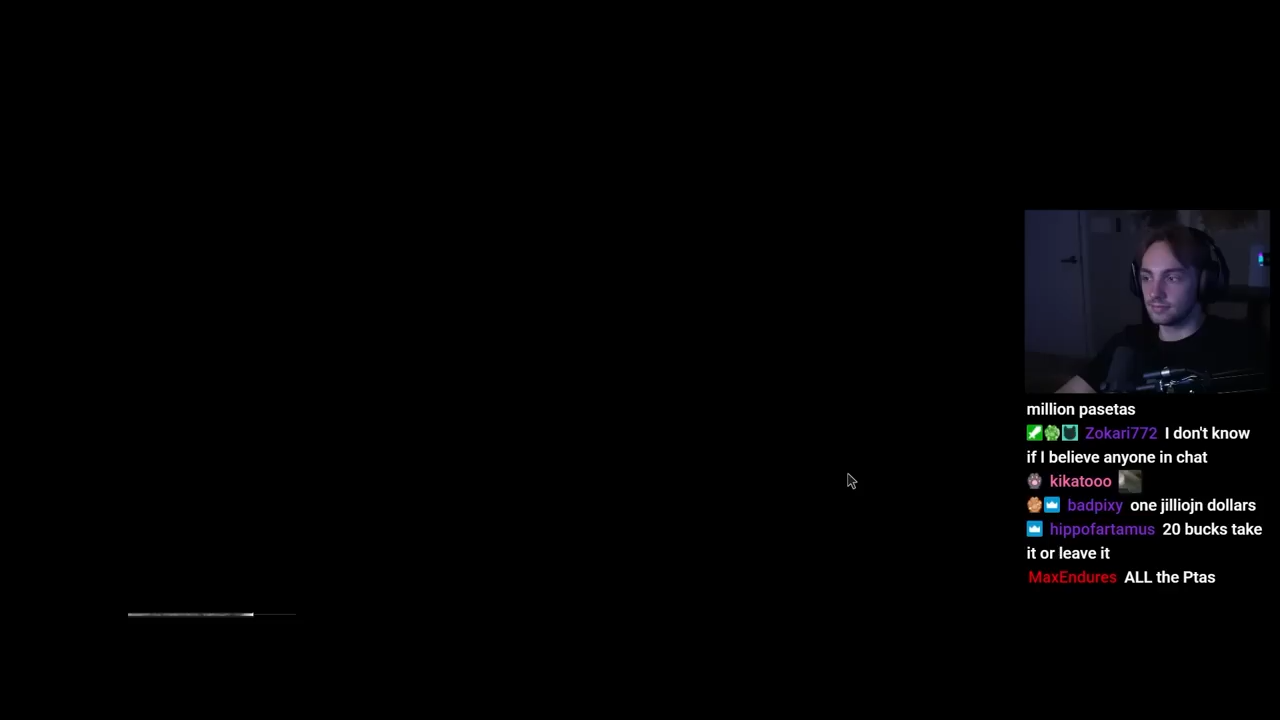 million pasetas
Zokari772 I don't know
if I believe anyone in chat
kikatooo
badpixy one jilliojn dollars
hippofartamus 20 bucks take
it or leave it
MaxEndures ALL the Ptas